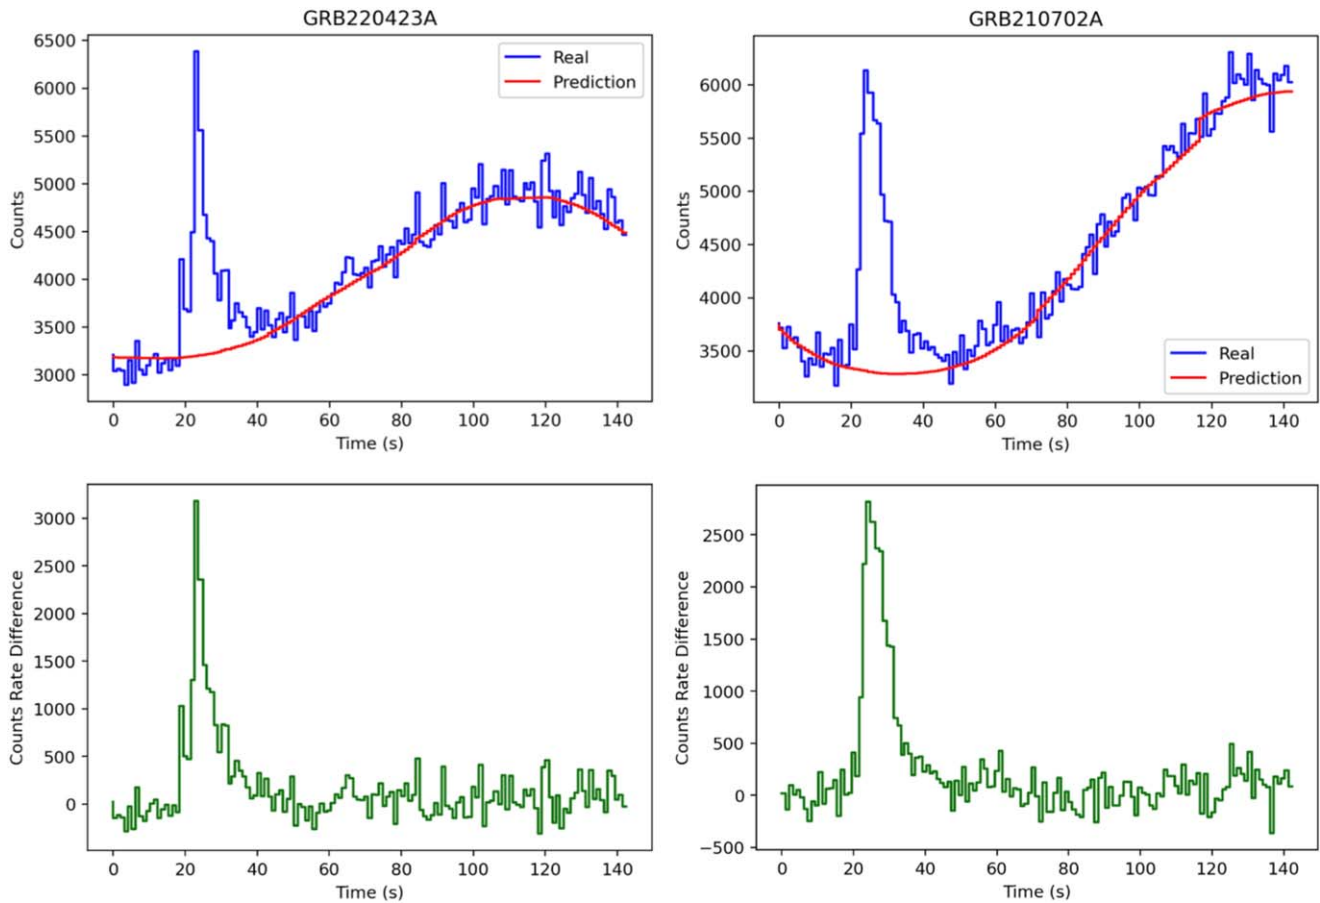 GRB220423A
6500
6000
5500
5000
4500
4000
3500
3000
Counts
Real
Prediction
0 20 40 60 80 100 120 140
Time (s)
GRB210702A
6000
5500
5000
4500
4000
3500
Counts
Real
Prediction
0 20 40 60 80 100 120 140
Time (s)
3000
2500
2000
1500
1000
500
0
Counts Rate Difference
0 20 40 60 80 100 120 140
Time (s)
2500
2000
1500
1000
500
0
−500
Counts Rate Difference
0 20 40 60 80 100 120 140
Time (s)